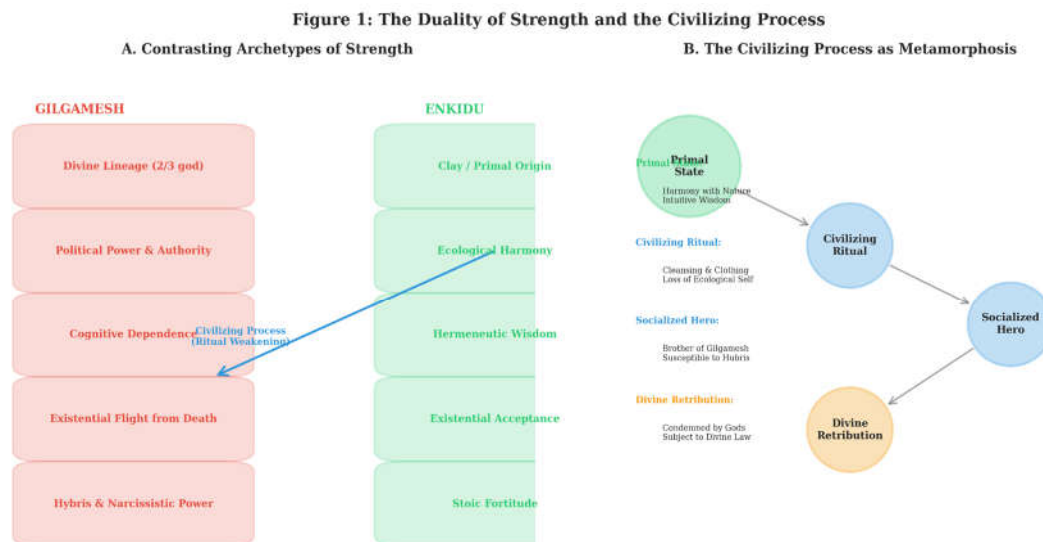 Figure 1: The Duality of Strength and the Civilizing Process
A. Contrasting Archetypes of Strength
GILGAMESH
Divine Lineage (2/3 god)
Political Power & Authority
Cognitive Dependence
Existential Flight from Death
Hybris & Narcissistic Power
Civilizing Process
(Ritual Weakening)
ENKIDU
Clay / Primal Origin
Ecological Harmony
Hermeneutic Wisdom
Existential Acceptance
Stoic Fortitude
B. The Civilizing Process as Metamorphosis
Primal
State
Primal
Harmony with Nature
Intuitive Wisdom
Civilizing Ritual:
Cleansing & Clothing
Loss of Ecological Self
Socialized Hero:
Brother of Gilgamesh
Susceptible to Hubris
Divine Retribution:
Condemned by Gods
Subject to Divine Law
Civilizing
Ritual
Socialized
Hero
Divine
Retribution